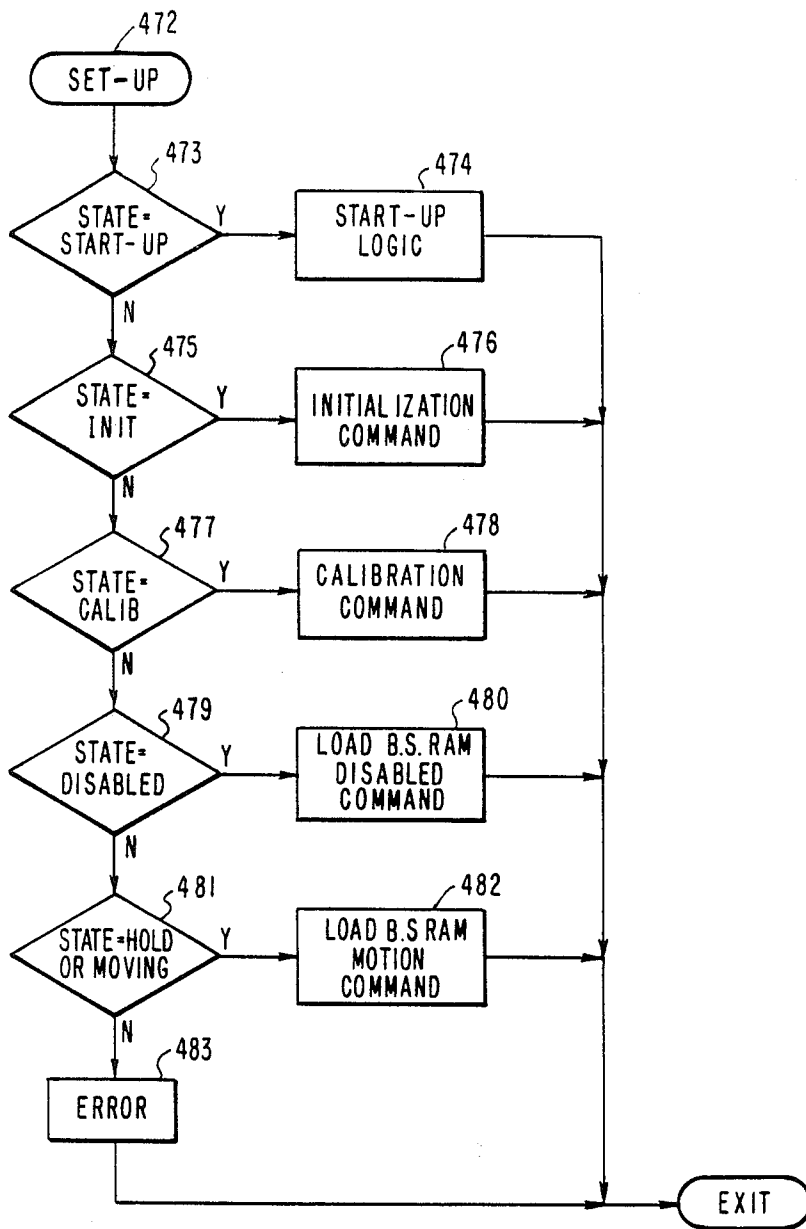 472
SET-UP
473
STATE=
START-UP
Y
N
474
START-UP
LOGIC
475
STATE=
INIT
Y
N
476
INITIALIZATION
COMMAND
477
STATE=
CALIB
Y
N
478
CALIBRATION
COMMAND
479
STATE=
DISABLED
Y
N
480
LOAD B.S. RAM
DISABLED
COMMAND
481
STATE=HOLD
OR MOVING
Y
N
482
LOAD B.S RAM
MOTION
COMMAND
483
ERROR
EXIT